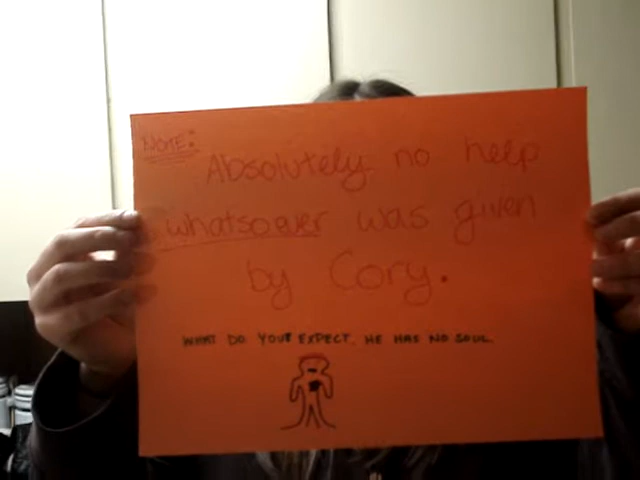 NOTE:
Absolutely no help
whatsoever was given
by Cory.
WHAT DO YOU EXPECT. HE HAS NO SOUL.